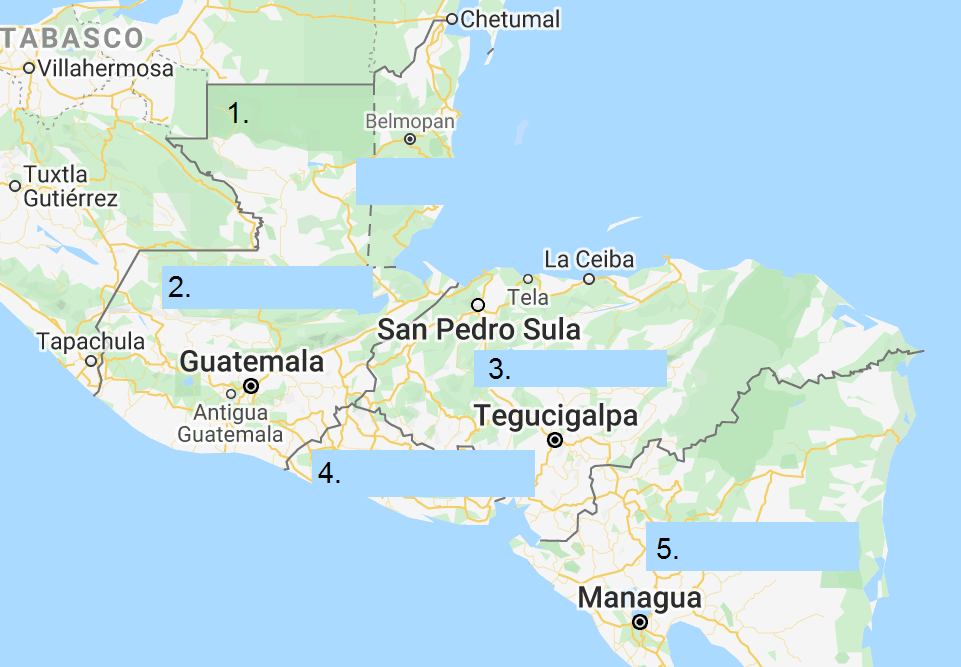 Chetumal
TABASCO
Villahermosa
1.
Belmopan
Tuxtla
Gutiérrez
La Ceiba
2.
Tela
San Pedro Sula
Tapachula
Guatemala
3.
Antigua
Guatemala
Tegucigalpa
4.
5.
Managua